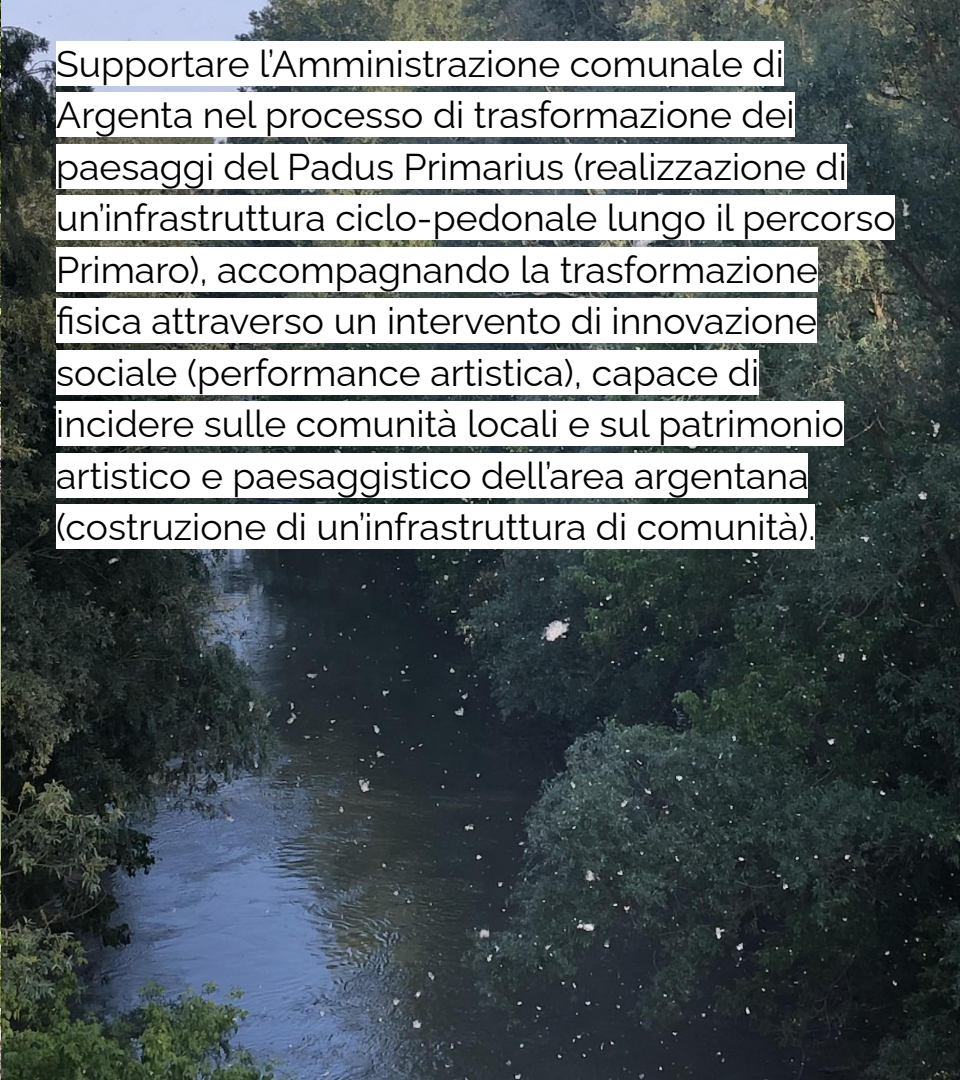 Supportare l’Amministrazione comunale di
Argenta nel processo di trasformazione dei
paesaggi del Padus Primarius (realizzazione di
un’infrastruttura ciclo-pedonale lungo il percorso
Primaro), accompagnando la trasformazione
fisica attraverso un intervento di innovazione
sociale (performance artistica), capace di
incidere sulle comunità locali e sul patrimonio
artistico e paesaggistico dell’area argentana
(costruzione di un’infrastruttura di comunità).